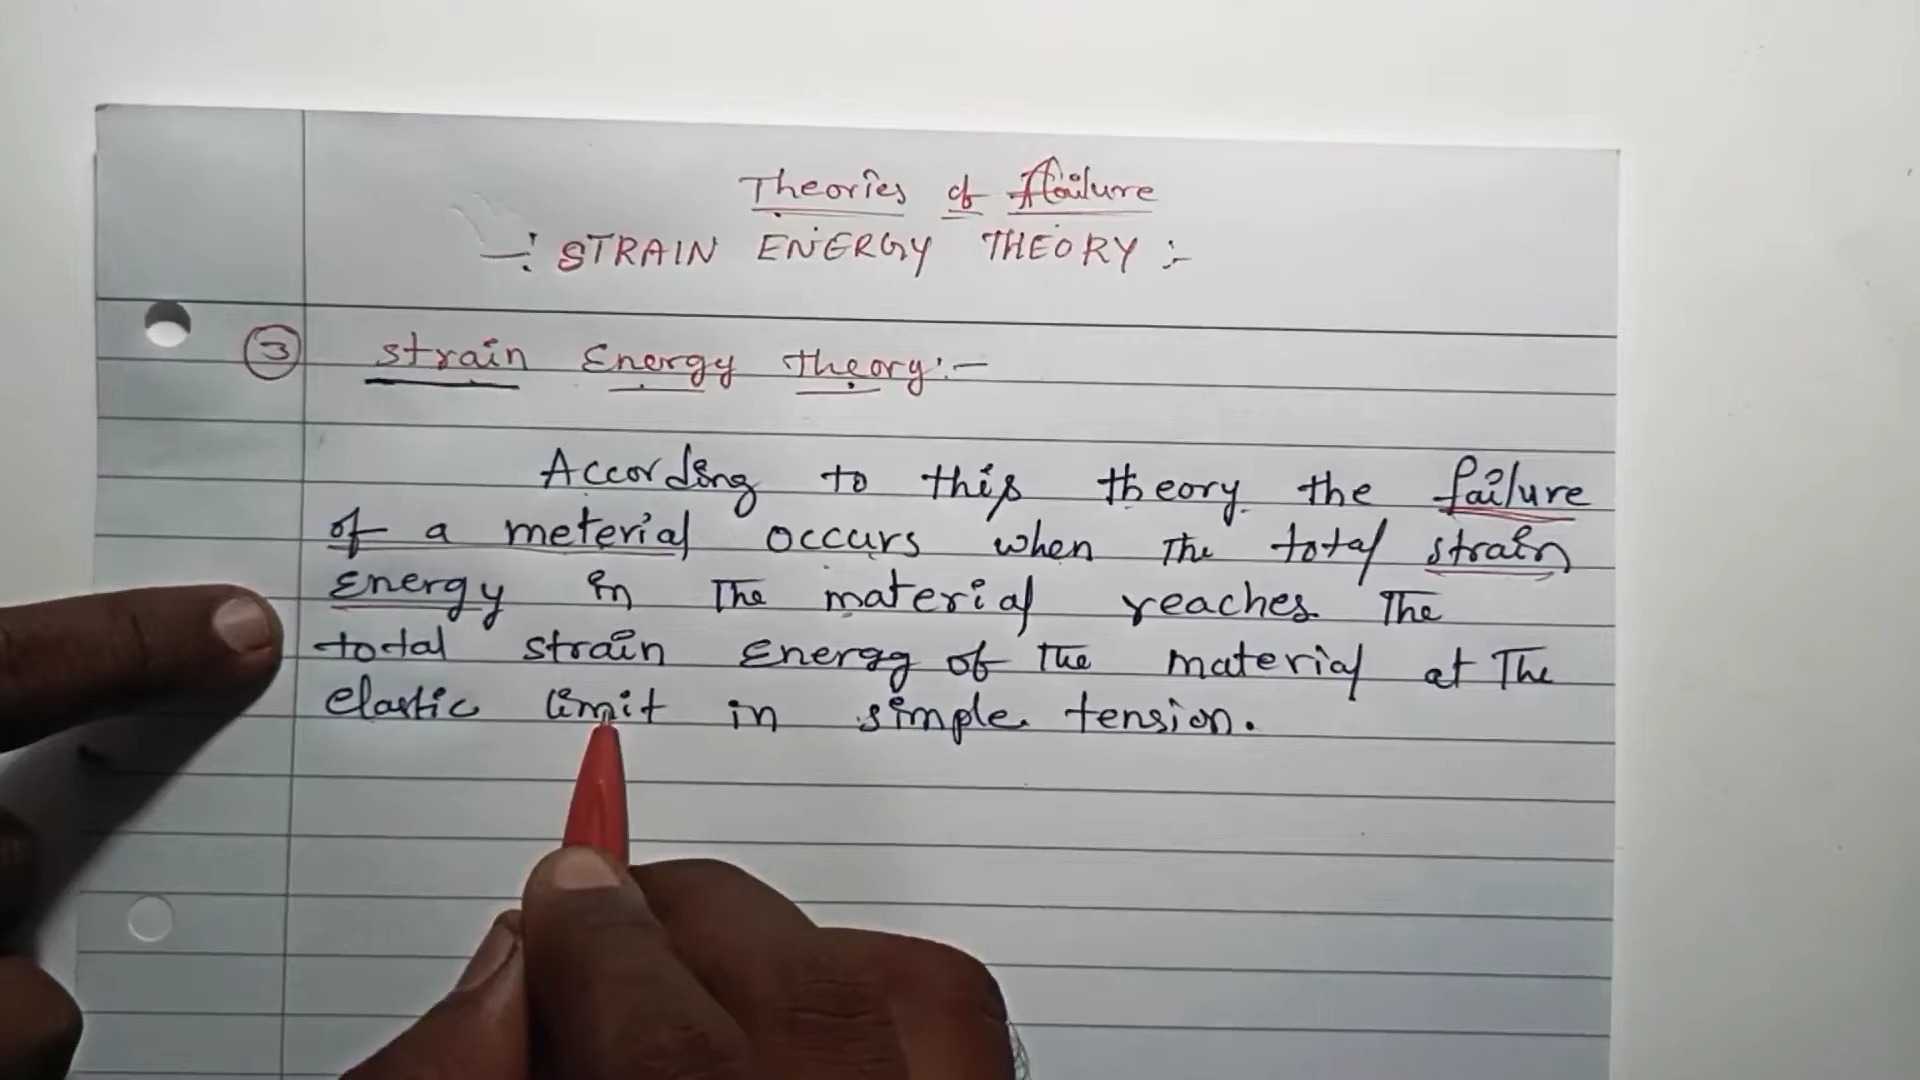 Theories of failure
-: STRAIN ENERGY THEORY :-
3 strain Energy theory:-
According to this theory the failure
of a meterial occurs when The total strain
Energy in The material reaches The
total strain Energy of The material at The
elastic limit in simple tension.